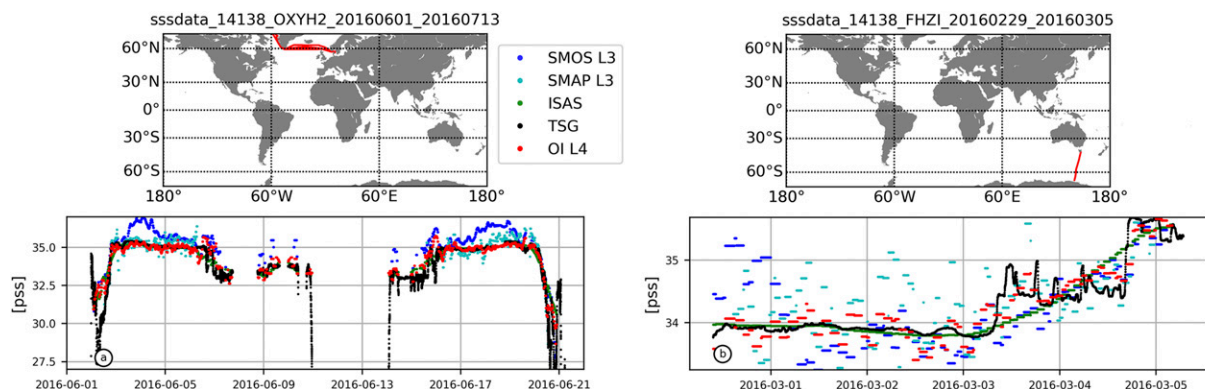 sssdata_14138_OXYH2_20160601_20160713
60°N
30°N
0°
30°S
60°S
180°
60°W
60°E
180°
SMOS L3
SMAP L3
ISAS
TSG
OI L4
[pss]
35.0
32.5
30.0
27.5
a
2016-06-01
2016-06-05
2016-06-09
2016-06-13
2016-06-17
2016-06-21
sssdata_14138_FHZI_20160229_20160305
60°N
30°N
0°
30°S
60°S
180°
60°W
60°E
180°
[pss]
35
34
b
2016-03-01
2016-03-02
2016-03-03
2016-03-04
2016-03-05